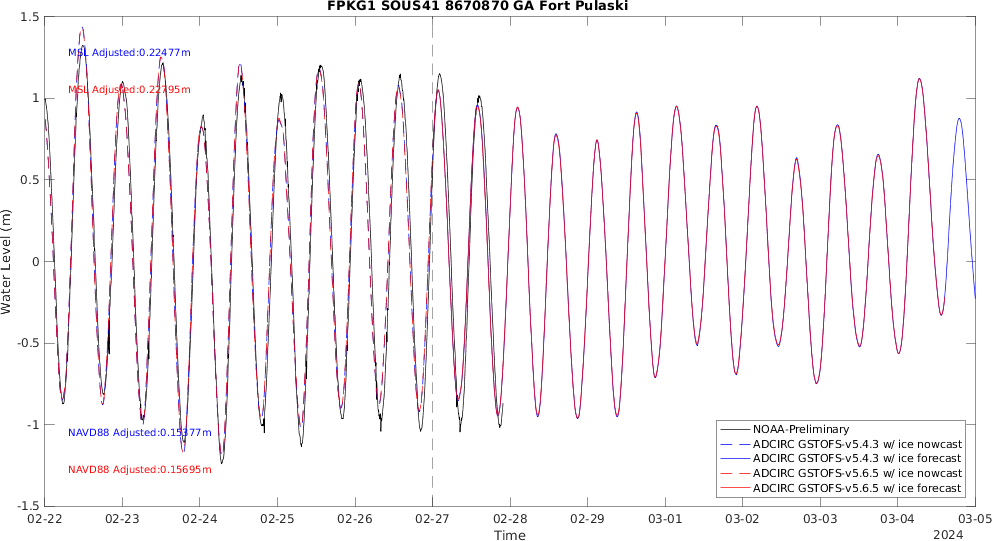 FPKG1 SOUS41 8670870 GA Fort Pulaski
1.5
1
0.5
0
-0.5
-1
-1.5
Water Level (m)
MSL Adjusted:0.22477m
MSL Adjusted:0.22795m
NAVD88 Adjusted:0.15377m
NAVD88 Adjusted:0.15695m
NOAA-Preliminary
ADCIRC GSTOFS-v5.4.3 w/ ice nowcast
ADCIRC GSTOFS-v5.4.3 w/ ice forecast
ADCIRC GSTOFS-v5.6.5 w/ ice nowcast
ADCIRC GSTOFS-v5.6.5 w/ ice forecast
02-22 02-23 02-24 02-25 02-26 02-27 02-28 02-29 03-01 03-02 03-03 03-04 03-05
Time
2024